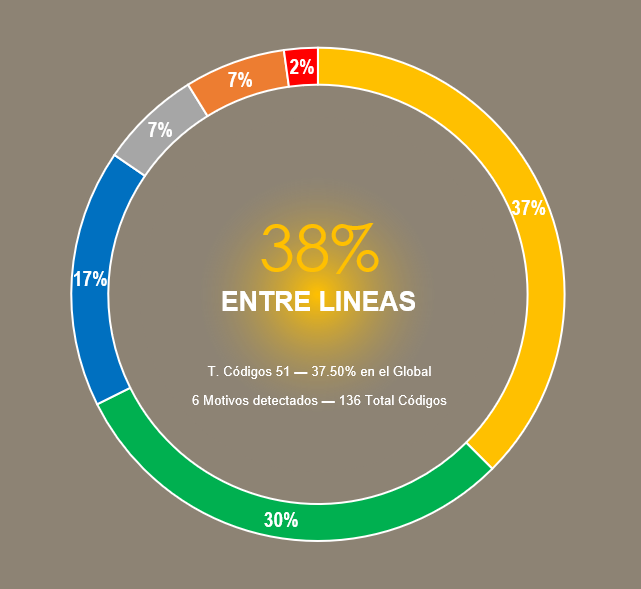 2%
7%
7%
37%
38%
17%
ENTRE LINEAS
T. Códigos 51 — 37.50% en el Global
6 Motivos detectados — 136 Total Códigos
30%